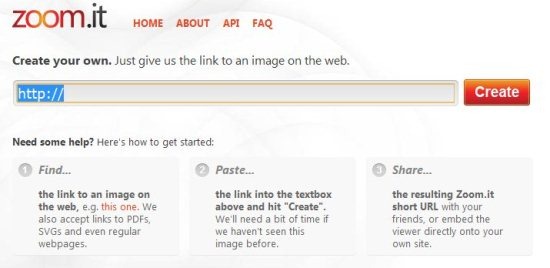 zoom.it
HOME ABOUT API FAQ
Create your own. Just give us the link to an image on the web.
http://
Create
Need some help? Here's how to get started:
1 Find...
the link to an image on
the web, e.g. this one. We
also accept links to PDFs,
SVGs and even regular
webpages.
2 Paste...
the link into the textbox
above and hit "Create".
We'll need a bit of time if
we haven't seen this
image before.
3 Share...
the resulting Zoom.it
short URL with your
friends, or embed the
viewer directly onto your
own site.